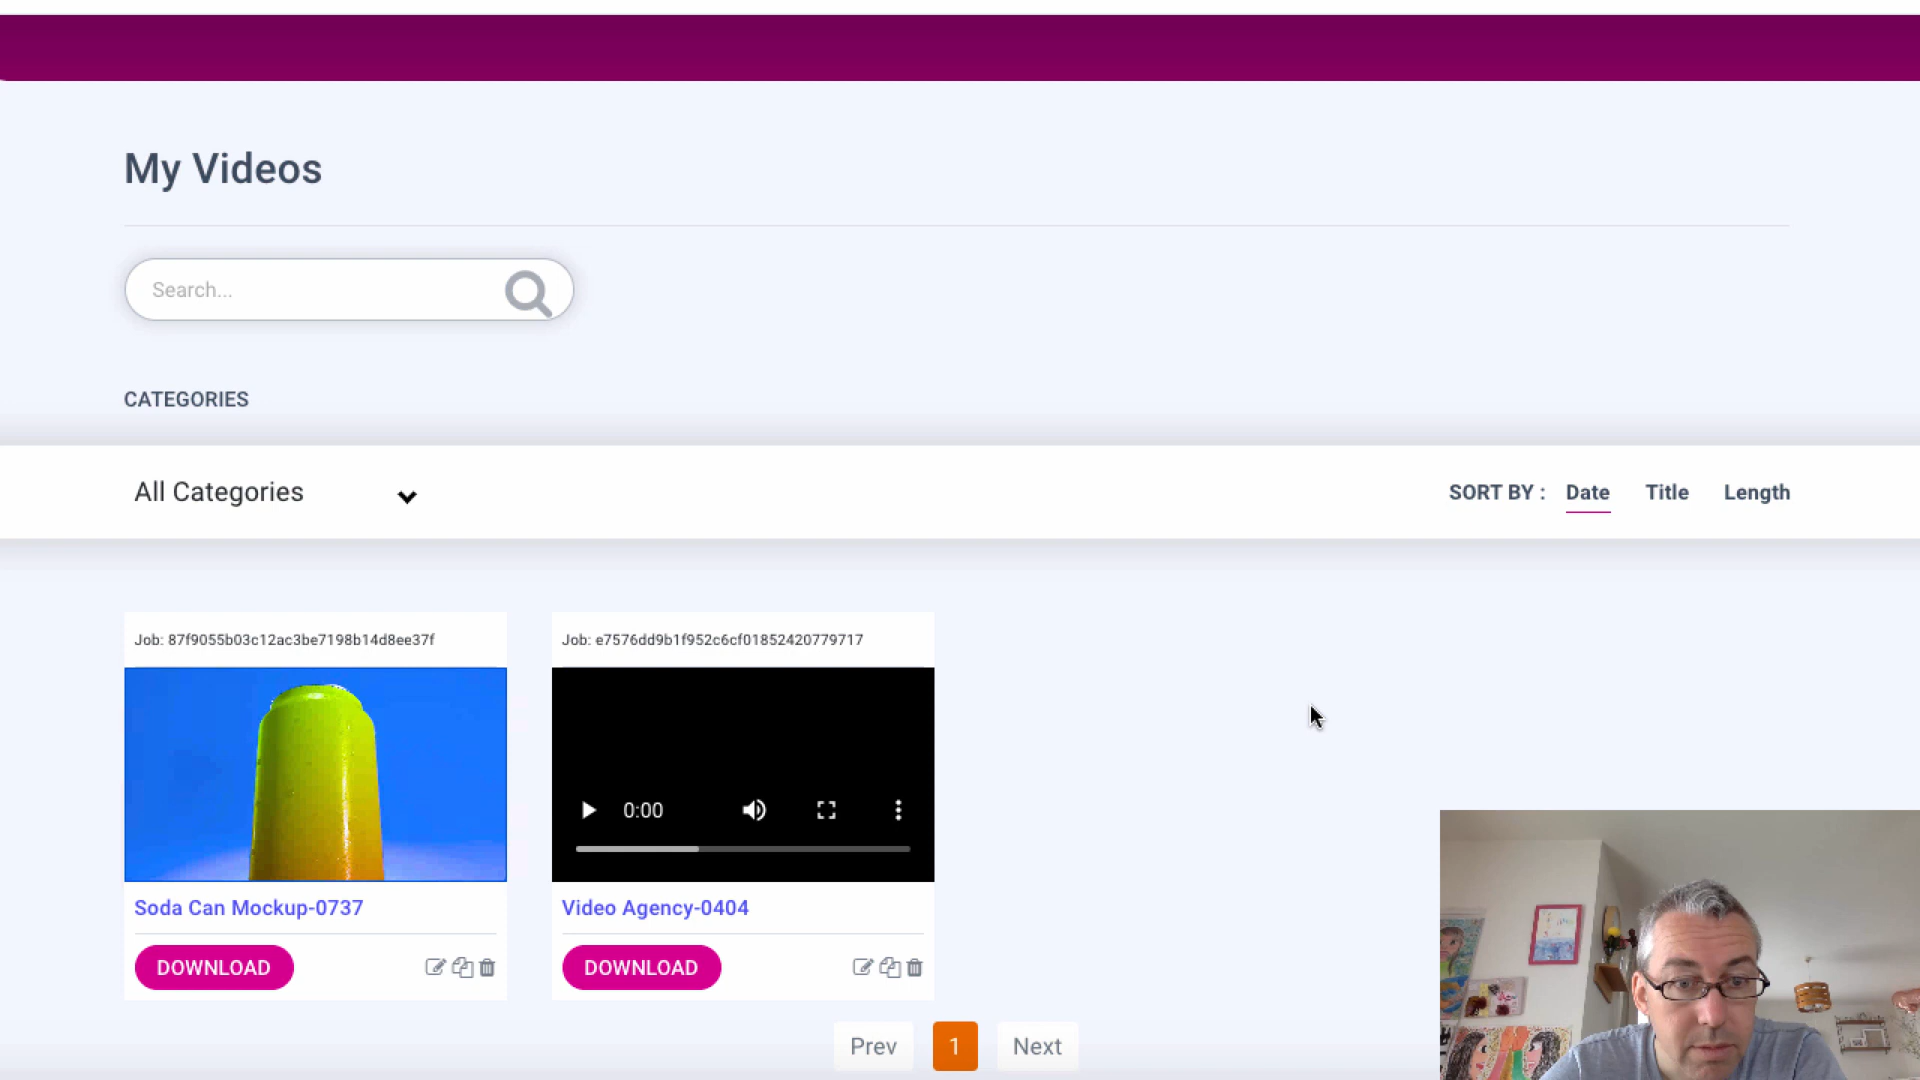 My Videos
Search...
CATEGORIES
All Categories
SORT BY : Date Title Length
Job: 87f9055b03c12ac3be7198b14d8ee37f
Job: e7576dd9b1f952c6cf01852420779717
0:00
Soda Can Mockup-0737
Video Agency-0404
DOWNLOAD
DOWNLOAD
Prev 1 Next